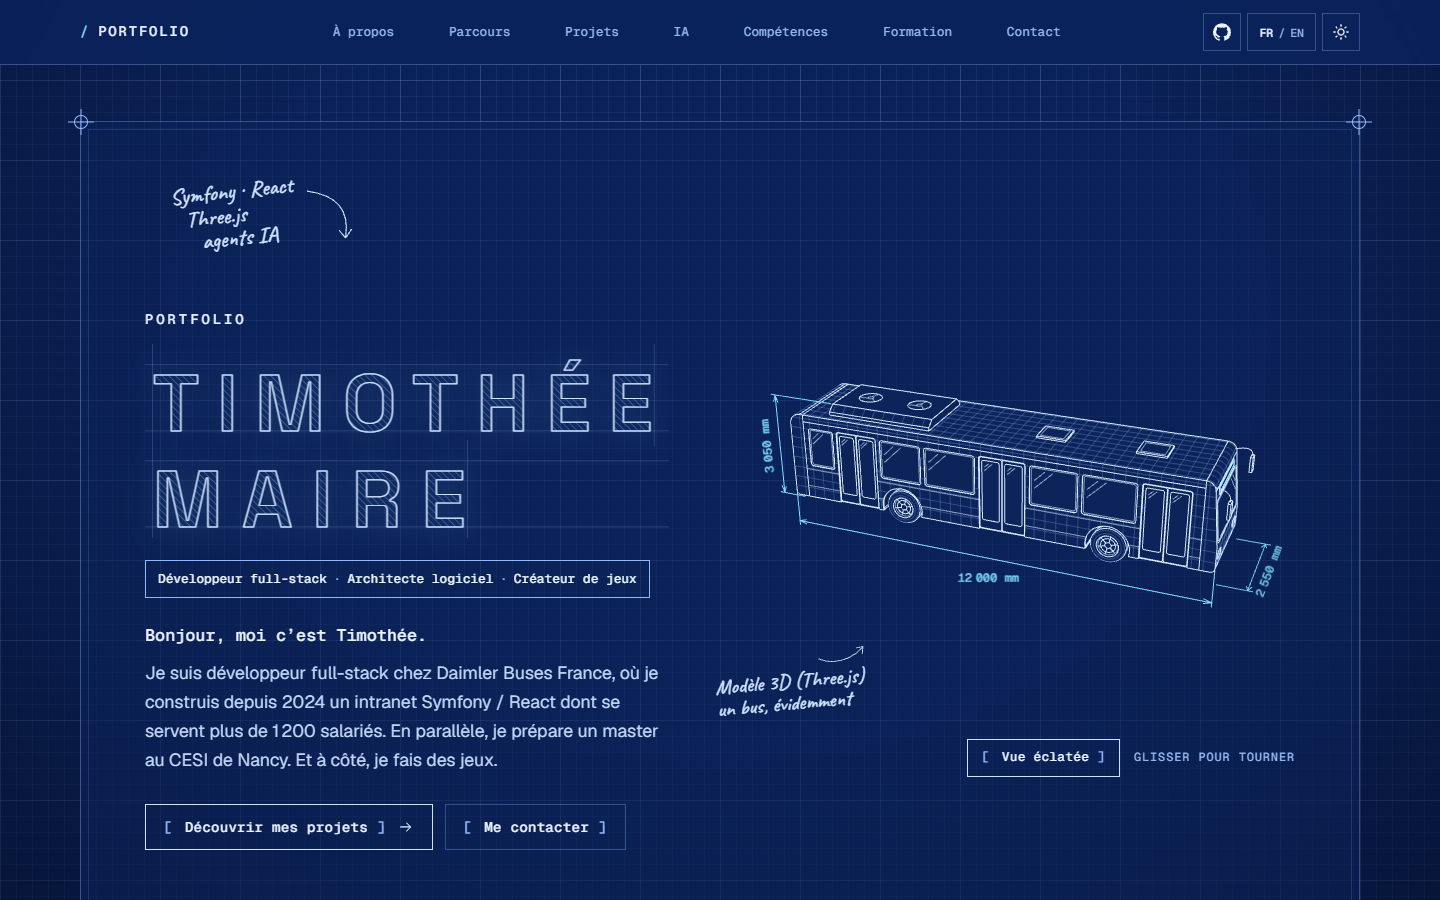 / PORTFOLIO
À propos
Parcours
Projets
IA
Compétences
Formation
Contact
FR / EN
Symfony · React
Three.js
agents IA
PORTFOLIO
TIMOTHÉE
MAIRE
Développeur full-stack · Architecte logiciel · Créateur de jeux
Bonjour, moi c’est Timothée.
Je suis développeur full-stack chez Daimler Buses France, où je
construis depuis 2024 un intranet Symfony / React dont se
servent plus de 1 200 salariés. En parallèle, je prépare un master
au CESI de Nancy. Et à côté, je fais des jeux.
[ Découvrir mes projets ] →
[ Me contacter ]
3 050 mm
12 000 mm
2 550 mm
Modèle 3D (Three.js)
un bus, évidemment
[ Vue éclatée ]
GLISSER POUR TOURNER